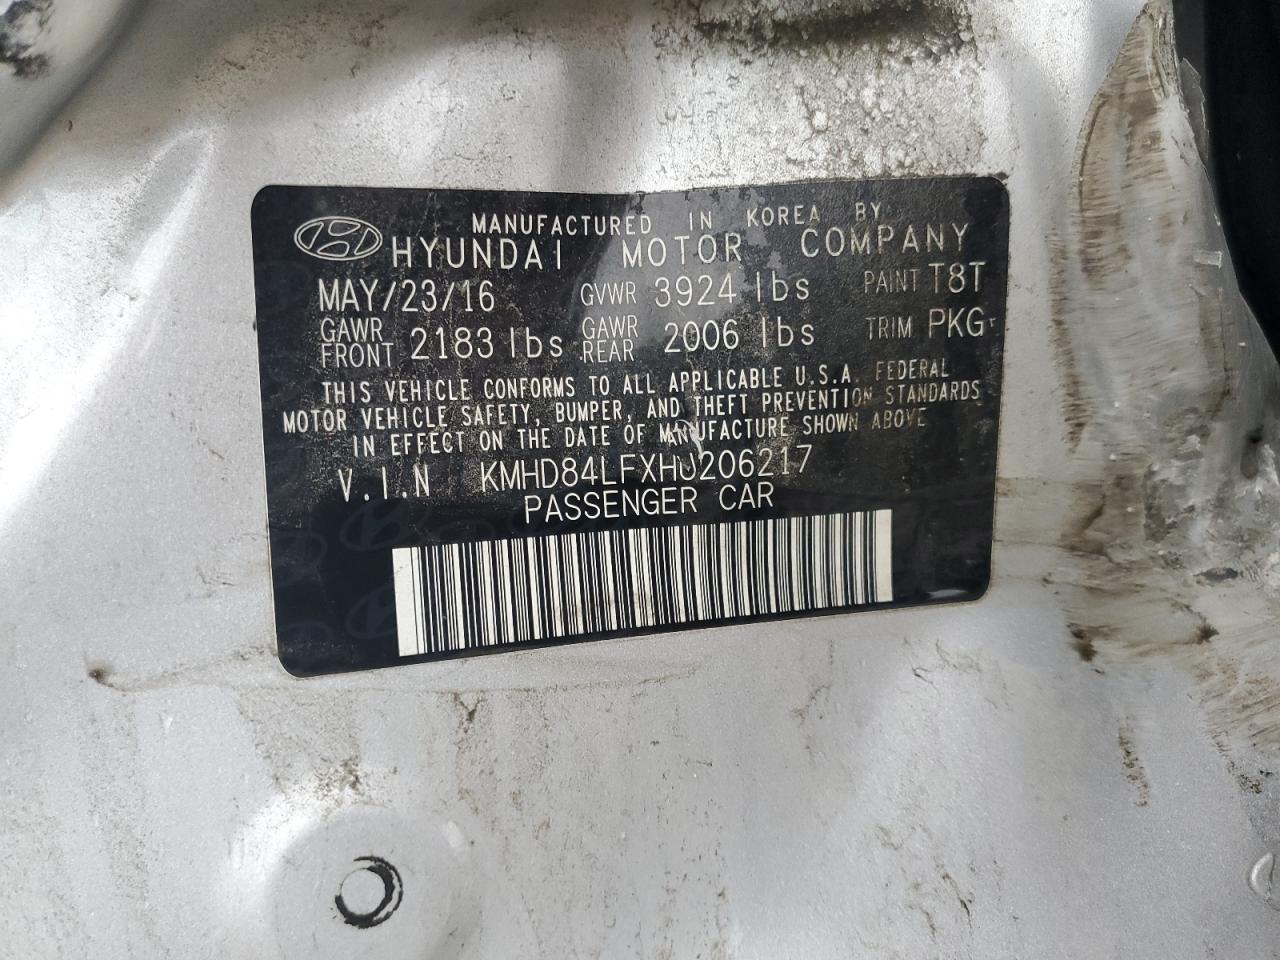 MANUFACTURED IN KOREA BY
HYUNDAI MOTOR COMPANY
MAY/23/16 GVWR 3924 lbs PAINT T8T
GAWR FRONT 2183 lbs GAWR REAR 2006 lbs TRIM PKG
THIS VEHICLE CONFORMS TO ALL APPLICABLE U.S.A. FEDERAL
MOTOR VEHICLE SAFETY, BUMPER, AND THEFT PREVENTION STANDARDS
IN EFFECT ON THE DATE OF MANUFACTURE SHOWN ABOVE
V.I.N KMHD84LFXHU206217
PASSENGER CAR